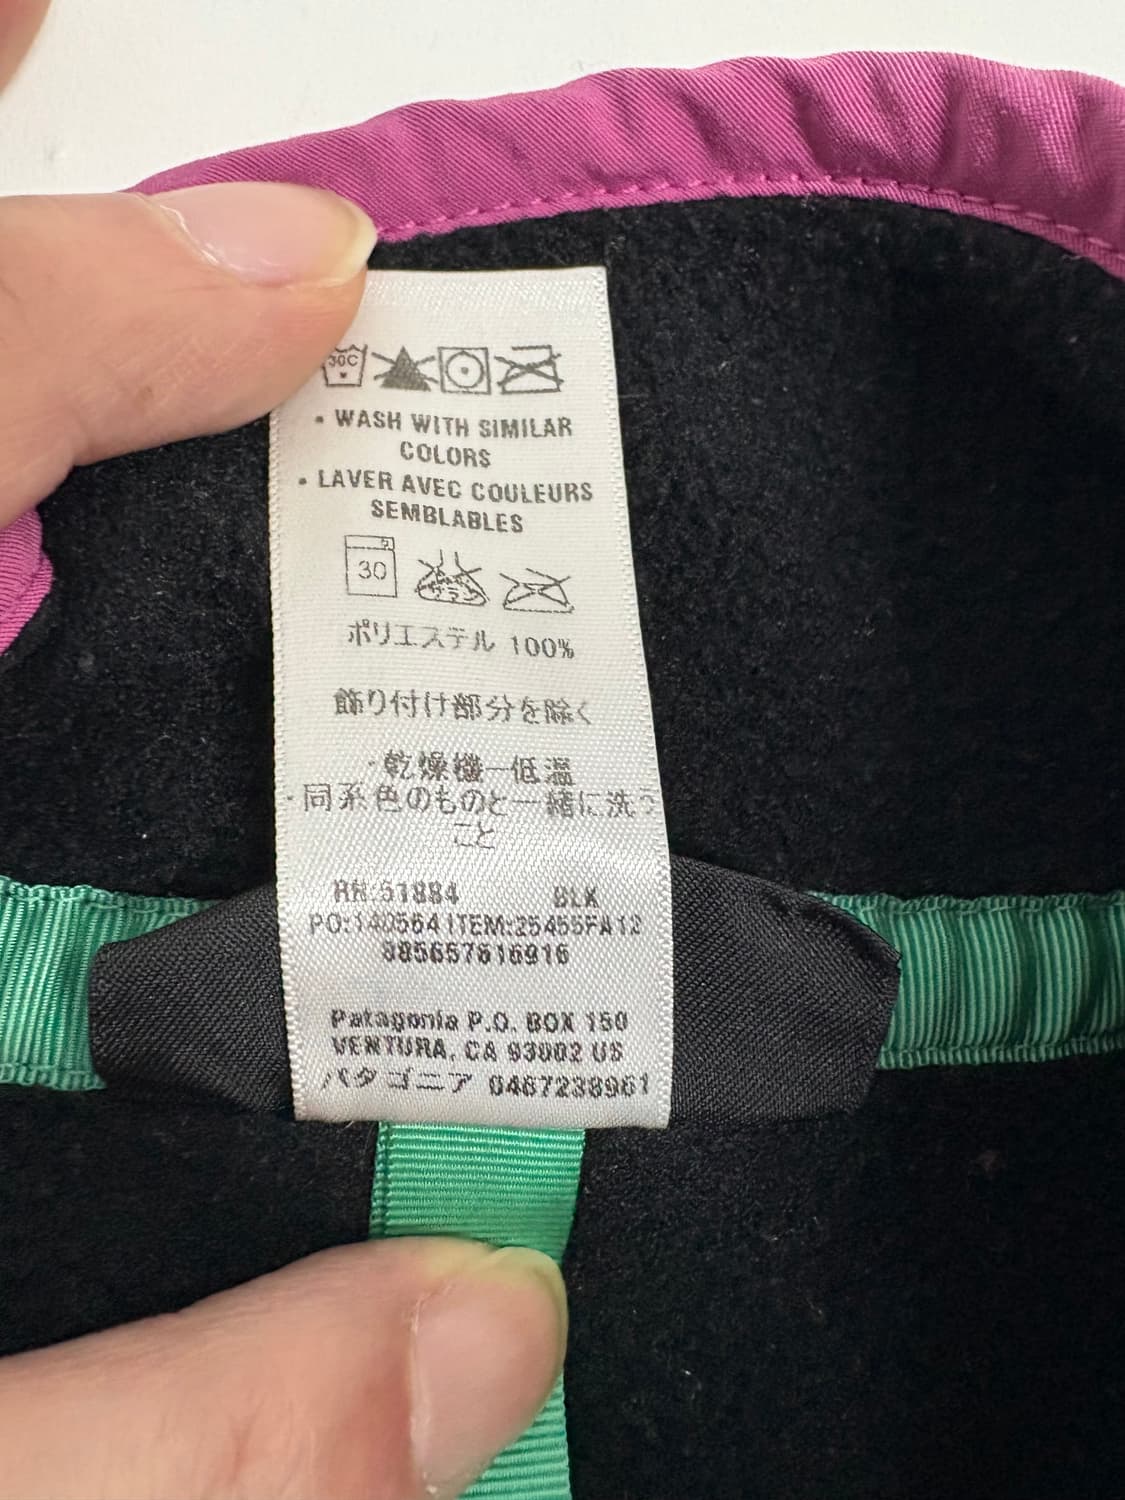 30C
• WASH WITH SIMILAR
COLORS
• LAVER AVEC COULEURS
SEMBLABLES
30
ポリエステル 100%
飾り付け部分を除く
・乾燥機一低温
・同系色のものと一緒に洗う
こと
RN:51884 BLK
PO:1405641 ITEM:25455FA12
885657616916
Patagonia P.O. BOX 150
VENTURA, CA 93002 US
パタゴニア 0467238961